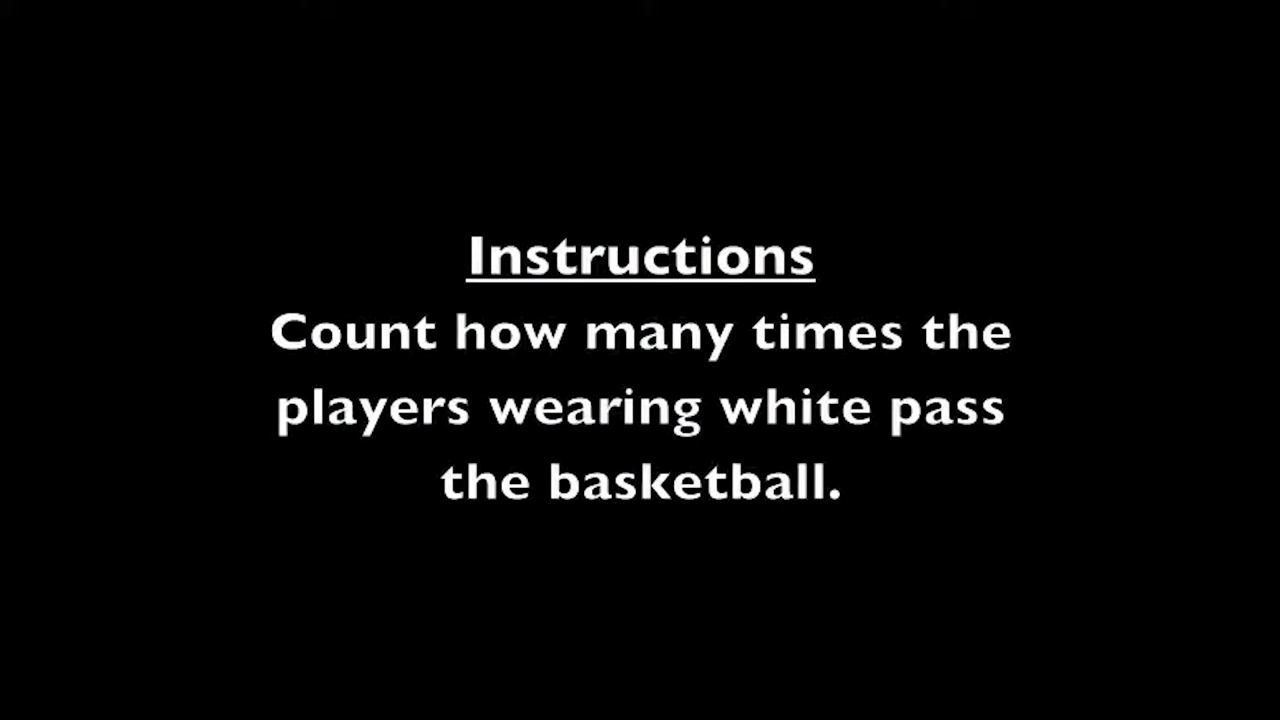 Instructions
Count how many times the
players wearing white pass
the basketball.